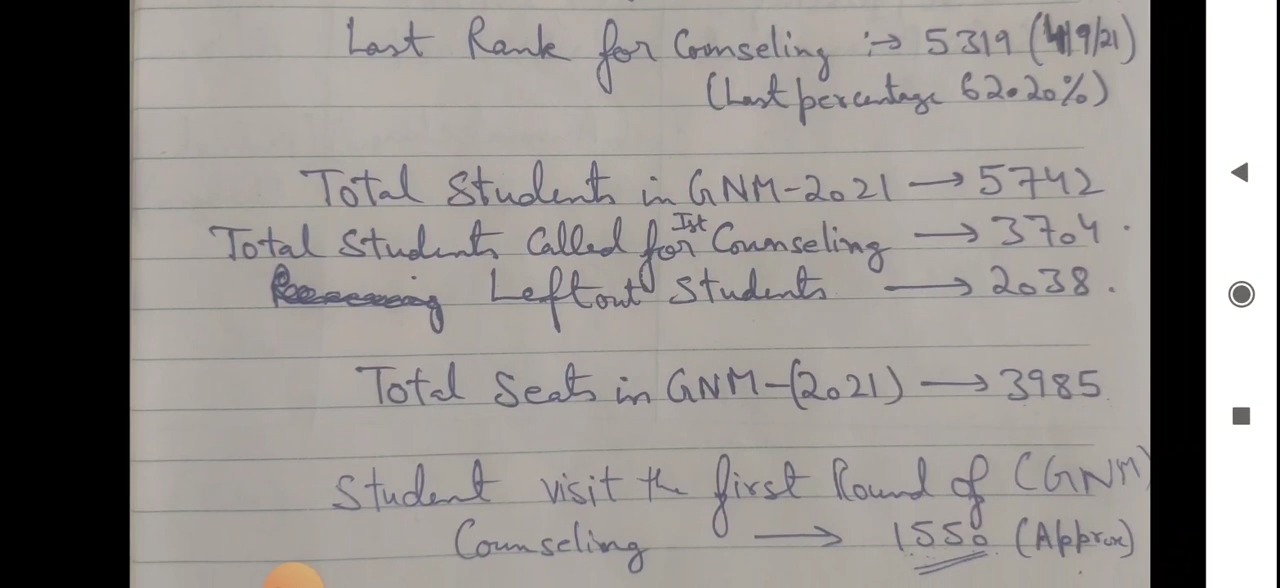 Last Rank for Counseling :→ 5319 (4/9/21)
(Last percentage 62.20%)
Total Students in GNM-2021 → 5742
Total Students Called for Ist Counseling → 3704.
Leftout Students → 2038.
Total Seats in GNM-(2021) → 3985
Student visit the first Round of (GNM)
Counseling → 1550 (Approx)